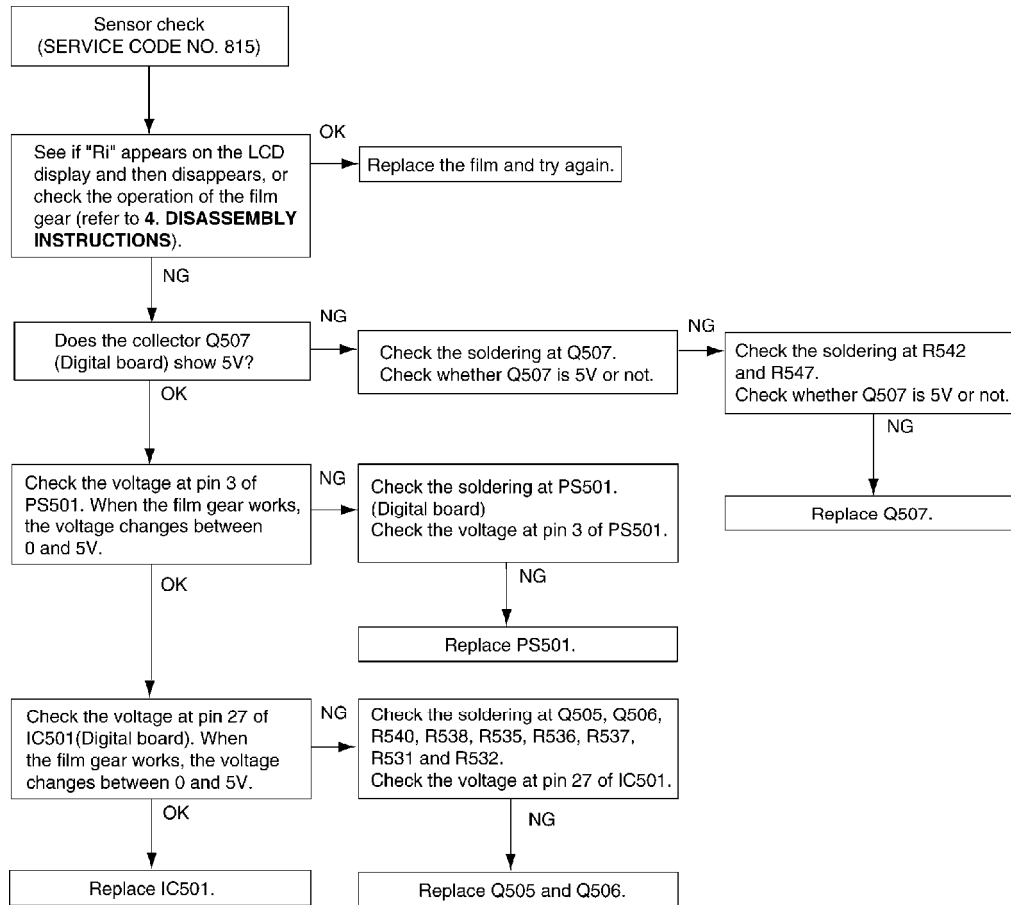 Sensor check
(SERVICE CODE NO. 815)
See if "Ri" appears on the LCD
display and then disappears, or
check the operation of the film
gear (refer to 4. DISASSEMBLY
INSTRUCTIONS).
OK
Replace the film and try again.
NG
Does the collector Q507
(Digital board) show 5V?
NG
Check the soldering at Q507.
Check whether Q507 is 5V or not.
NG
Check the soldering at R542
and R547.
Check whether Q507 is 5V or not.
NG
Replace Q507.
OK
Check the voltage at pin 3 of
PS501. When the film gear works,
the voltage changes between
0 and 5V.
NG
Check the soldering at PS501.
(Digital board)
Check the voltage at pin 3 of PS501.
NG
Replace PS501.
OK
Check the voltage at pin 27 of
IC501(Digital board). When
the film gear works, the voltage
changes between 0 and 5V.
NG
Check the soldering at Q505, Q506,
R540, R538, R535, R536, R537,
R531 and R532.
Check the voltage at pin 27 of IC501.
NG
Replace Q505 and Q506.
OK
Replace IC501.